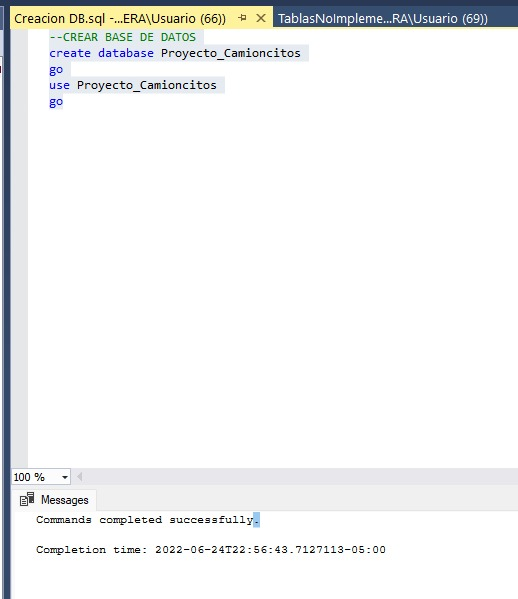 Creacion DB.sql -...ERA\Usuario (66))
TablasNoImpleme...RA\Usuario (69))
--CREAR BASE DE DATOS
create database Proyecto_Camioncitos
go
use Proyecto_Camioncitos
go
100 %
Messages
Commands completed successfully.
Completion time: 2022-06-24T22:56:43.7127113-05:00